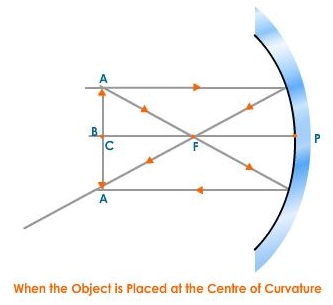 A
B
C
F
P
A
When the Object is Placed at the Centre of Curvature